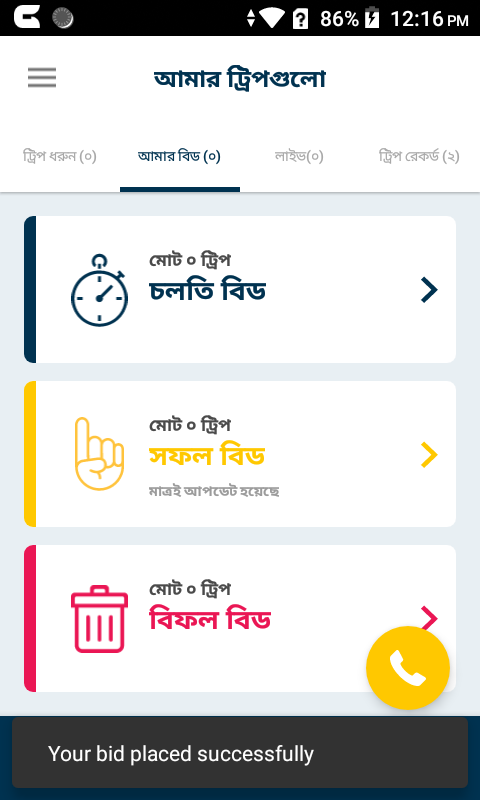 86% 12:16 PM
আমার ট্রিপগুলো
ট্রিপ ধরুন (০) আমার বিড (০) লাইভ(০) ট্রিপ রেকর্ড (২)
মোট ০ ট্রিপ
চলতি বিড
মোট ০ ট্রিপ
সফল বিড
মাত্রই আপডেট হয়েছে
মোট ০ ট্রিপ
বিফল বিড
Your bid placed successfully